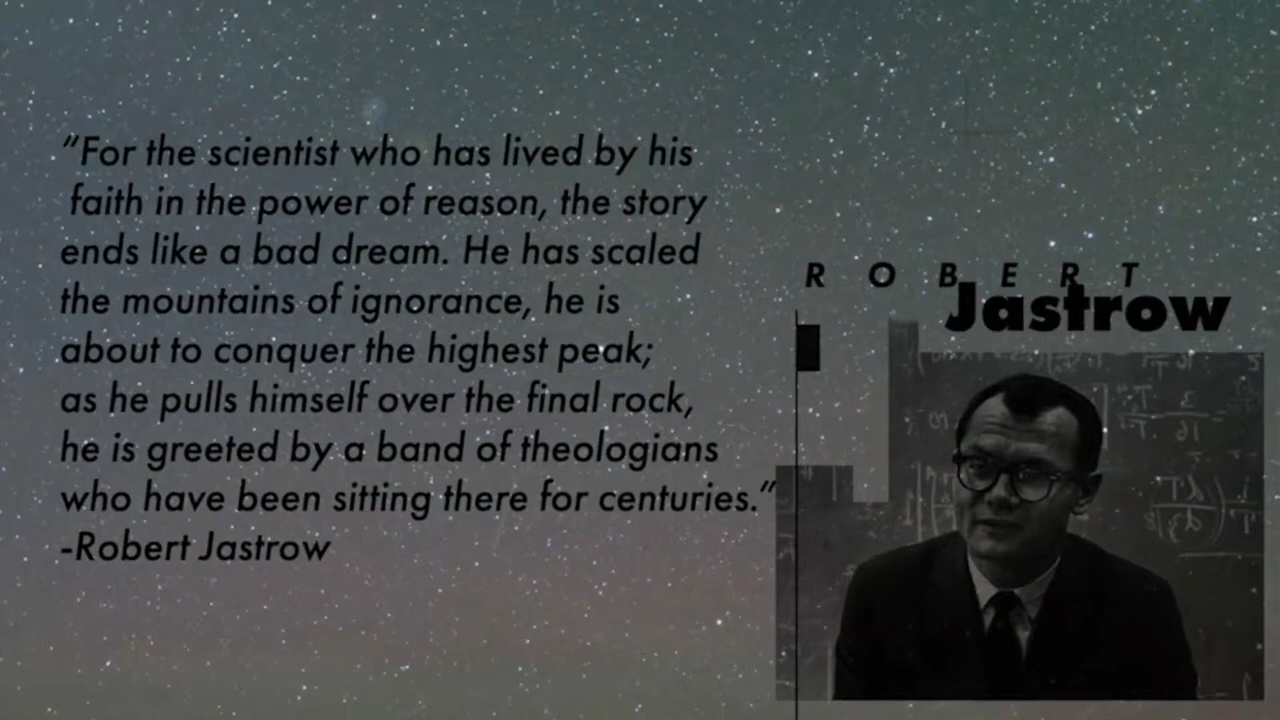 “For the scientist who has lived by his
faith in the power of reason, the story
ends like a bad dream. He has scaled
the mountains of ignorance, he is
about to conquer the highest peak;
as he pulls himself over the final rock,
he is greeted by a band of theologians
who have been sitting there for centuries.”
-Robert Jastrow
ROBERT
Jastrow